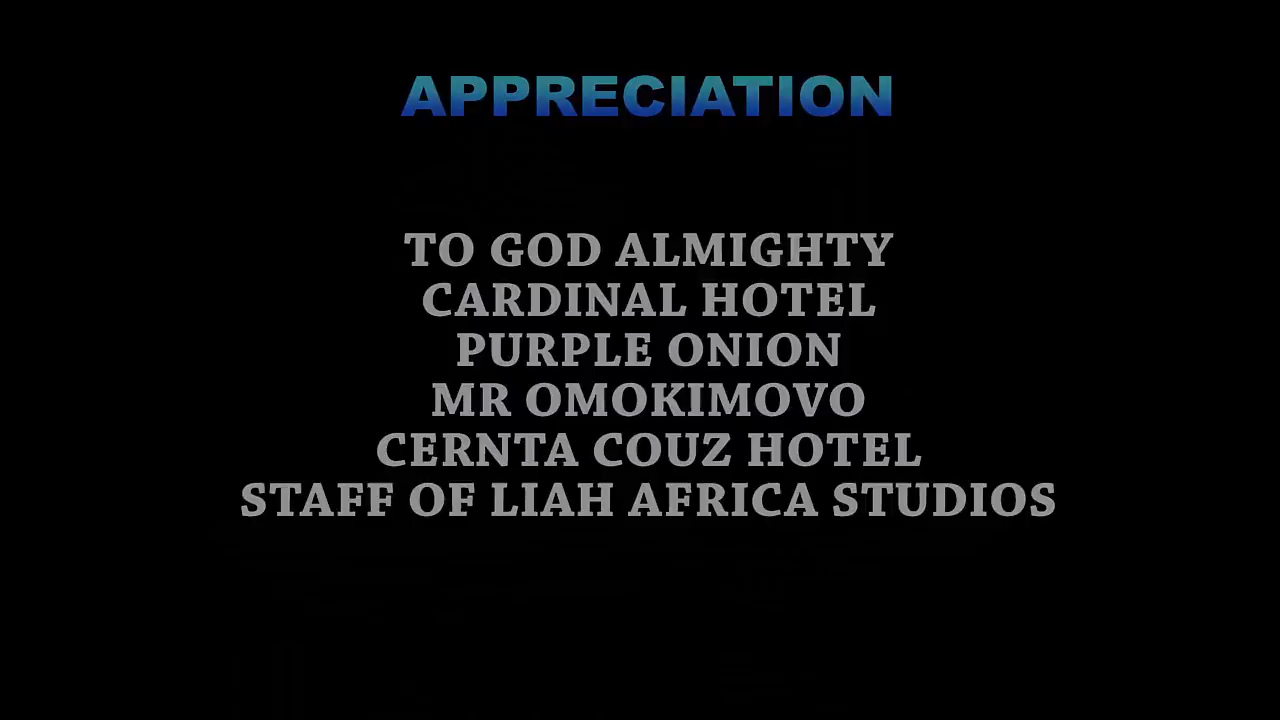 APPRECIATION
TO GOD ALMIGHTY
CARDINAL HOTEL
PURPLE ONION
MR OMOKIMOVO
CERNTA COUZ HOTEL
STAFF OF LIAH AFRICA STUDIOS